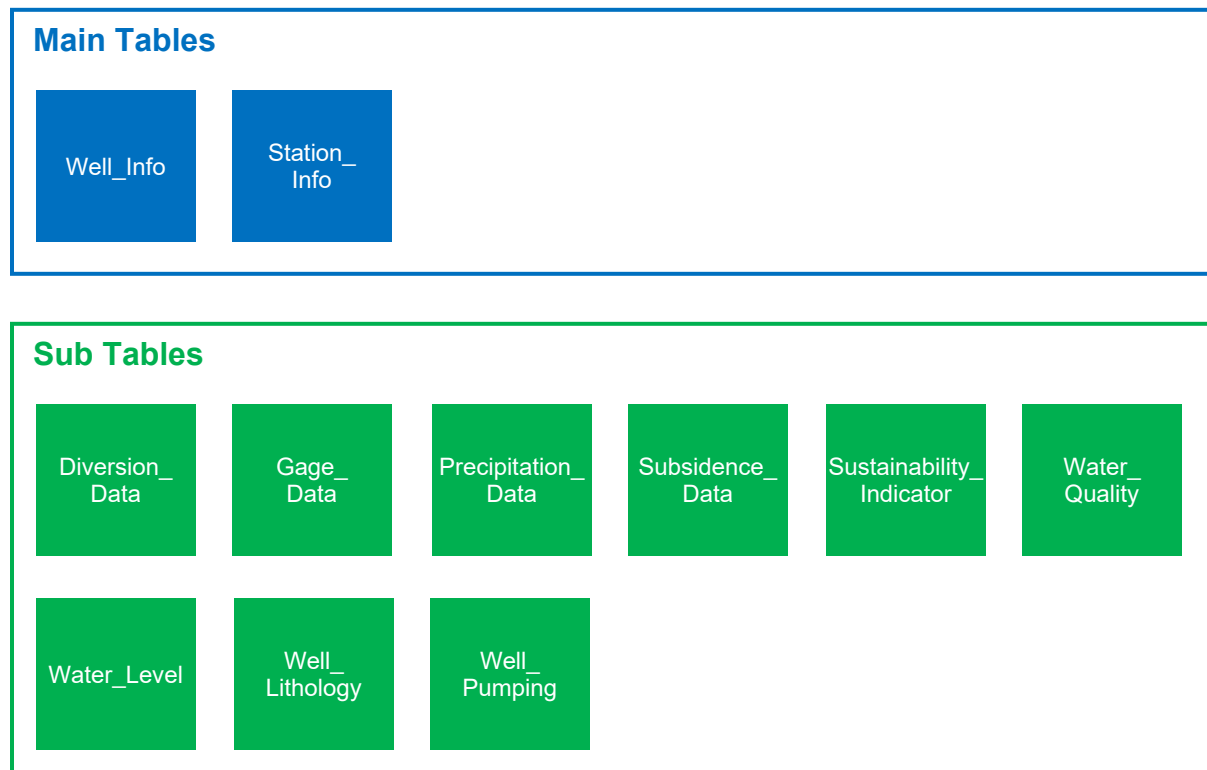 Main Tables
Well_Info
Station_
Info
Sub Tables
Diversion_
Data
Gage_
Data
Precipitation_
Data
Subsidence_
Data
Sustainability_
Indicator
Water_
Quality
Water_Level
Well_
Lithology
Well_
Pumping